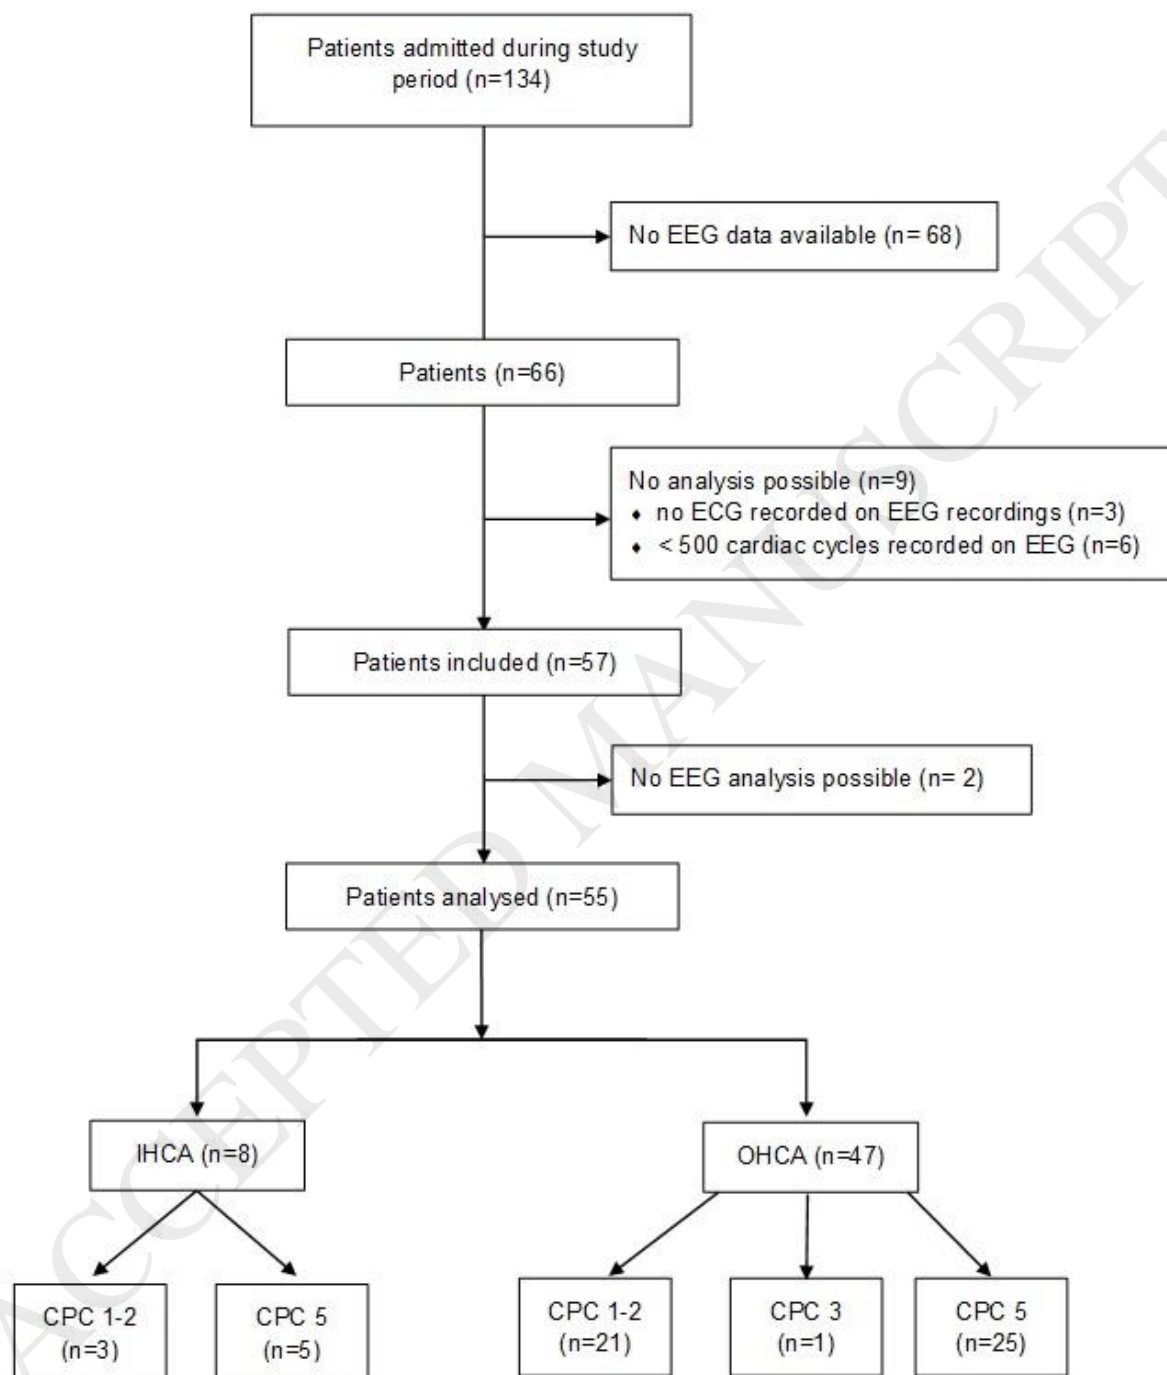 Patients admitted during study
period (n=134)
No EEG data available (n= 68)
Patients (n=66)
No analysis possible (n=9)
♦ no ECG recorded on EEG recordings (n=3)
♦ < 500 cardiac cycles recorded on EEG (n=6)
Patients included (n=57)
No EEG analysis possible (n= 2)
Patients analysed (n=55)
IHCA (n=8)
OHCA (n=47)
CPC 1-2
(n=3)
CPC 5
(n=5)
CPC 1-2
(n=21)
CPC 3
(n=1)
CPC 5
(n=25)
ACCEPTED MANUSCRIPT